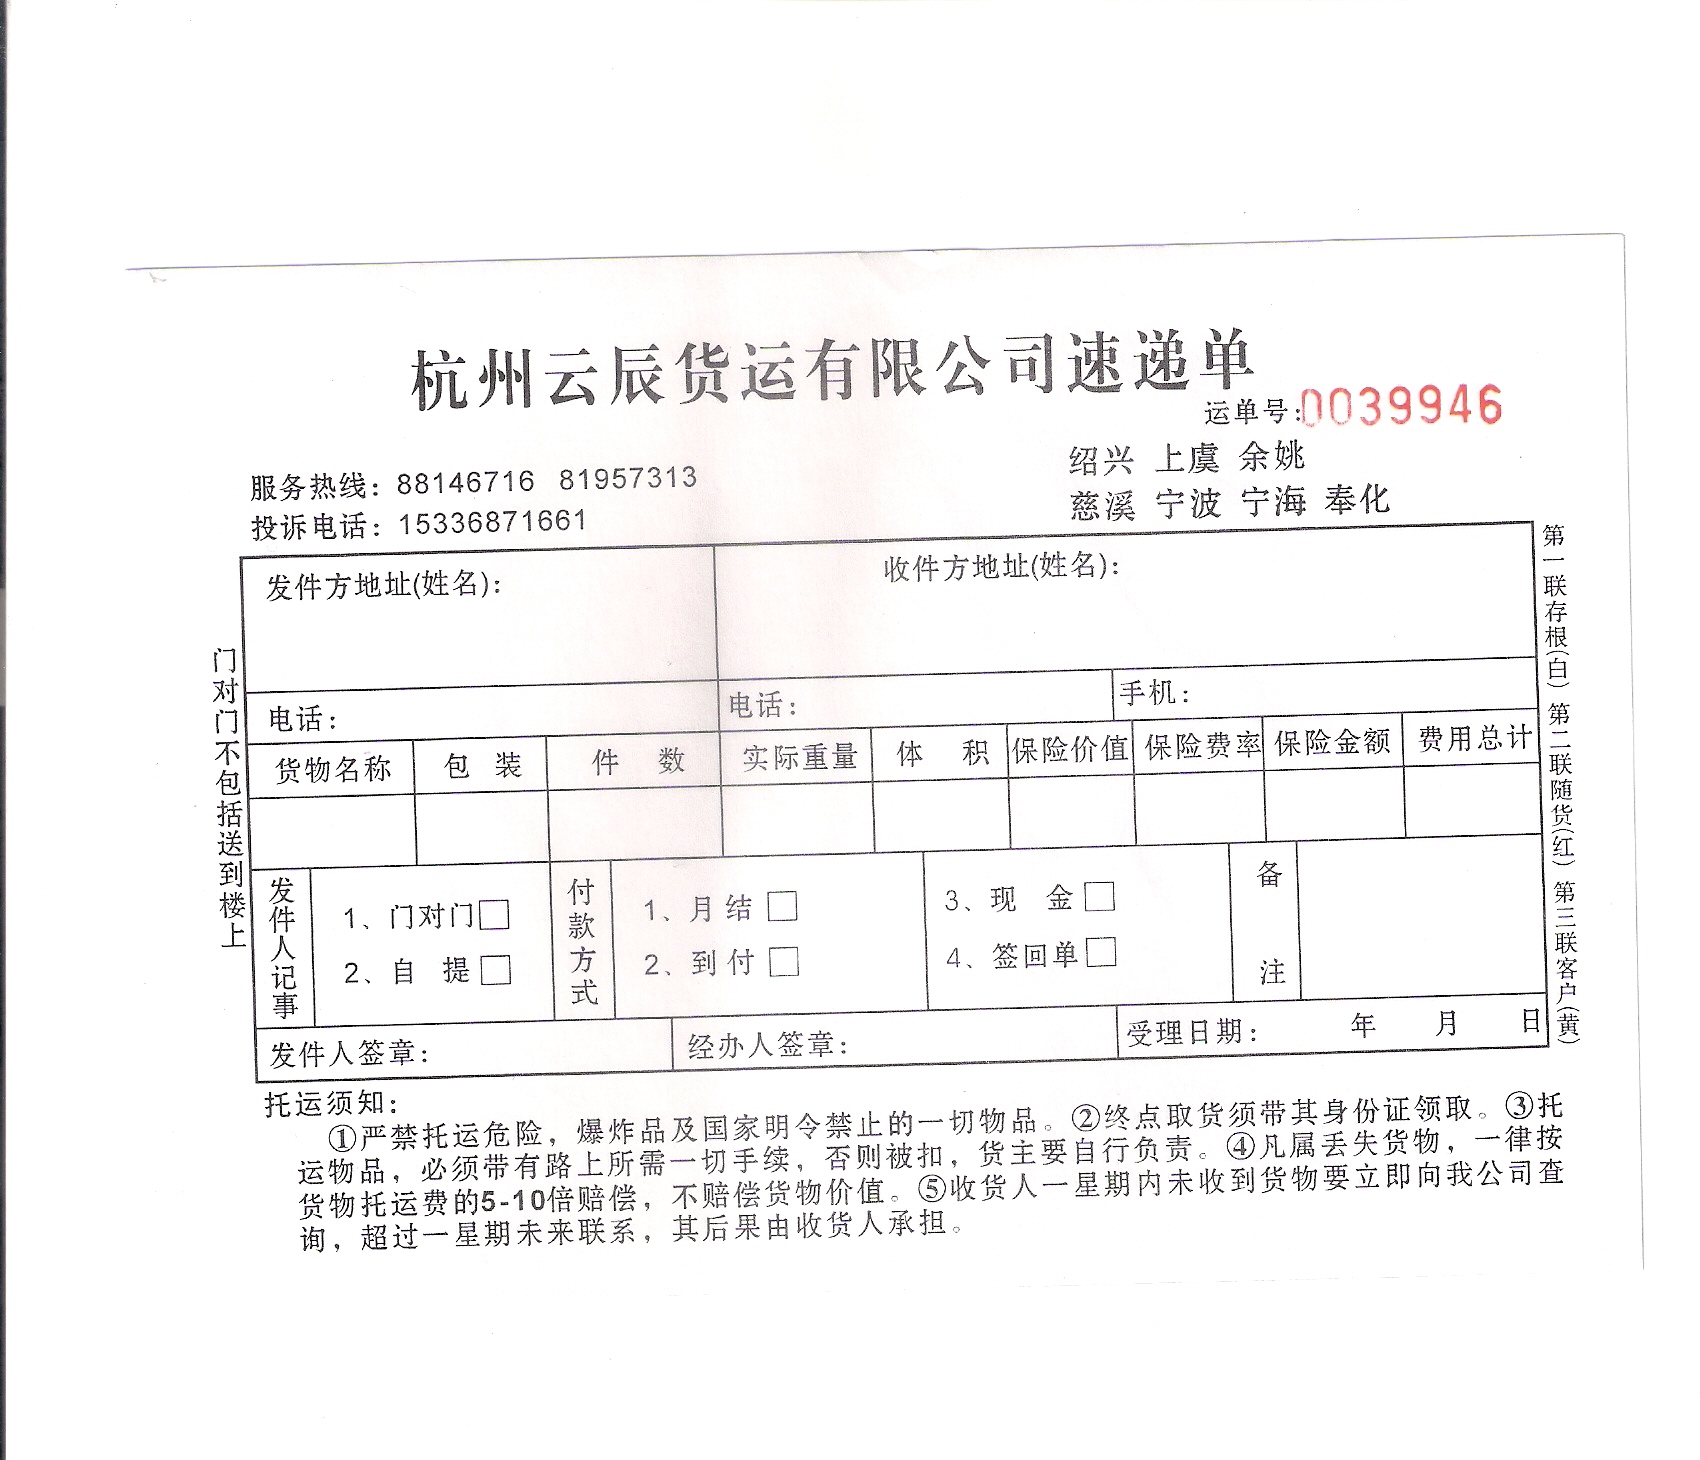 杭州云辰货运有限公司速递单
运单号:0039946
服务热线：88146716 81957313
绍兴 上虞 余姚
投诉电话：15336871661
慈溪 宁波 宁海 奉化
发件方地址(姓名)：
收件方地址(姓名)：
电话：
电话：
手机：
货物名称 包 装 件 数 实际重量 体 积 保险价值 保险费率 保险金额 费用总计
发件人记事
1、门对门□
2、自 提□
付款方式
1、月 结□
2、到 付□
3、现 金□
4、签回单□
备注
发件人签章：
经办人签章：
受理日期： 年 月 日
门对门不包括送到楼上
第一联存根(白) 第二联随货(红) 第三联客户(黄)
托运须知：
①严禁托运危险，爆炸品及国家明令禁止的一切物品。②终点取货须带其身份证领取。③托
运物品，必须带有路上所需一切手续，否则被扣，货主要自行负责。④凡属丢失货物，一律按
货物托运费的5-10倍赔偿，不赔偿货物价值。⑤收货人一星期内未收到货物要立即向我公司查
询，超过一星期未来联系，其后果由收货人承担。